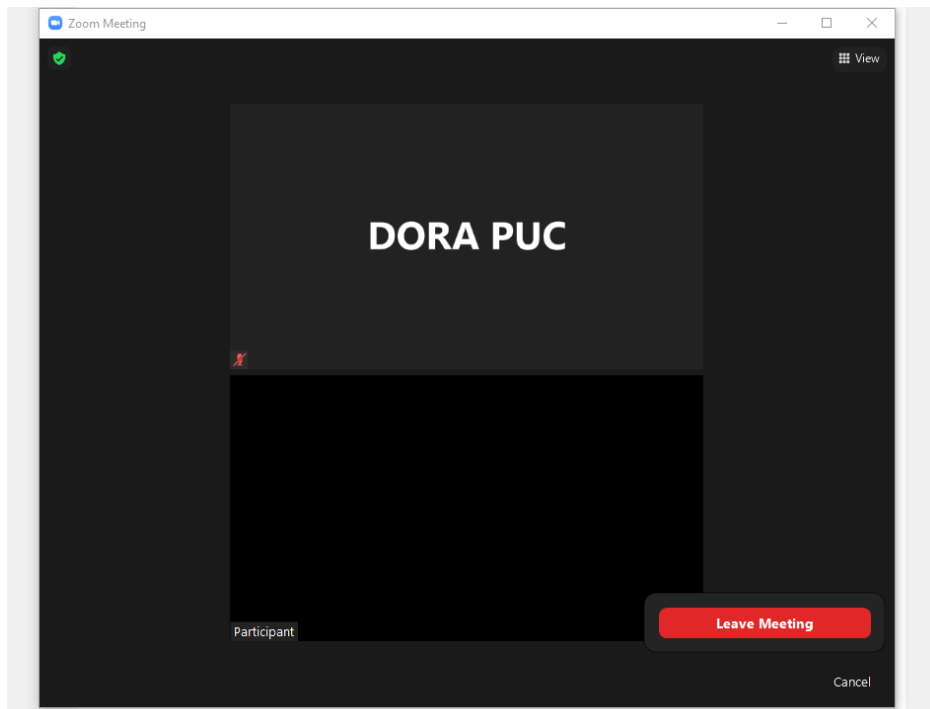 Zoom Meeting
View
DORA PUC
Participant
Leave Meeting
Cancel